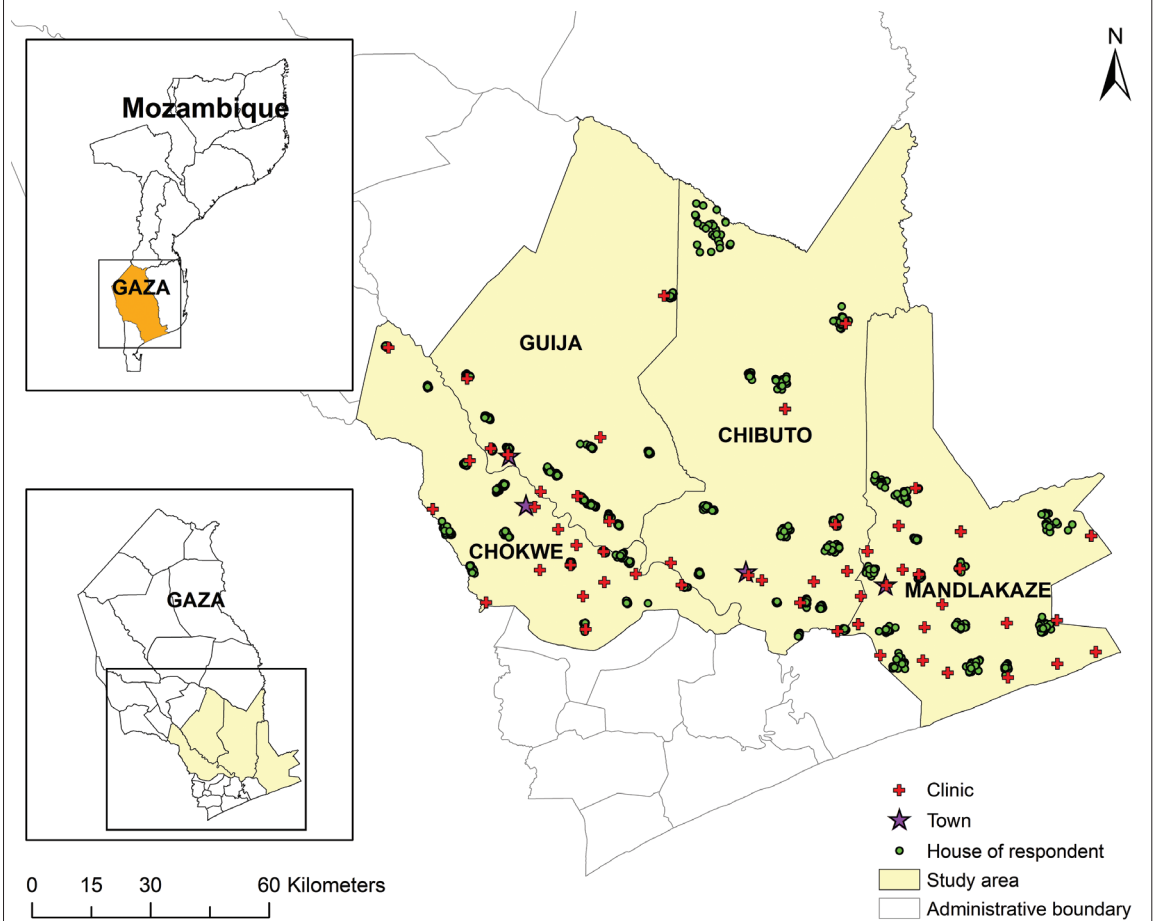 N
Mozambique
GAZA
GUIJA
CHIBUTO
CHOKWE
MANDLAKAZE
GAZA
Clinic
Town
House of respondent
Study area
Administrative boundary
0 15 30 60 Kilometers